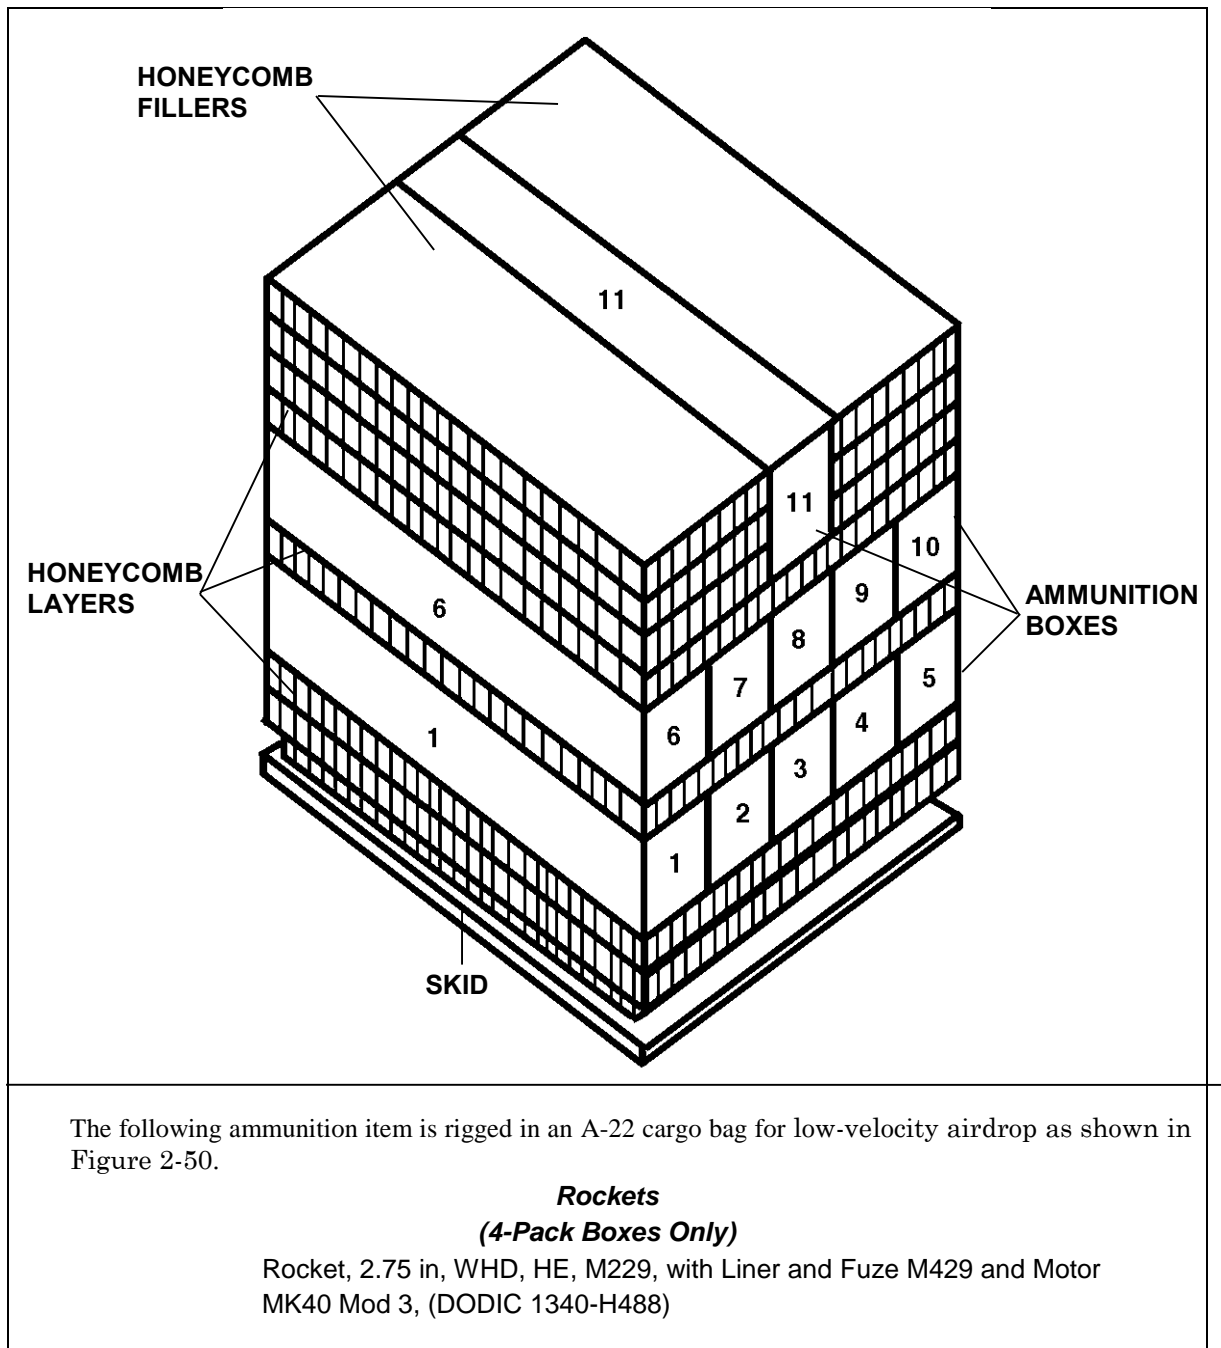 HONEYCOMB
FILLERS
11
11
10
HONEYCOMB
LAYERS
9
AMMUNITION
BOXES
6
8
7
5
6
1
4
3
2
1
SKID
The following ammunition item is rigged in an A-22 cargo bag for low-velocity airdrop as shown in
Figure 2-50.
Rockets
(4-Pack Boxes Only)
Rocket, 2.75 in, WHD, HE, M229, with Liner and Fuze M429 and Motor
MK40 Mod 3, (DODIC 1340-H488)